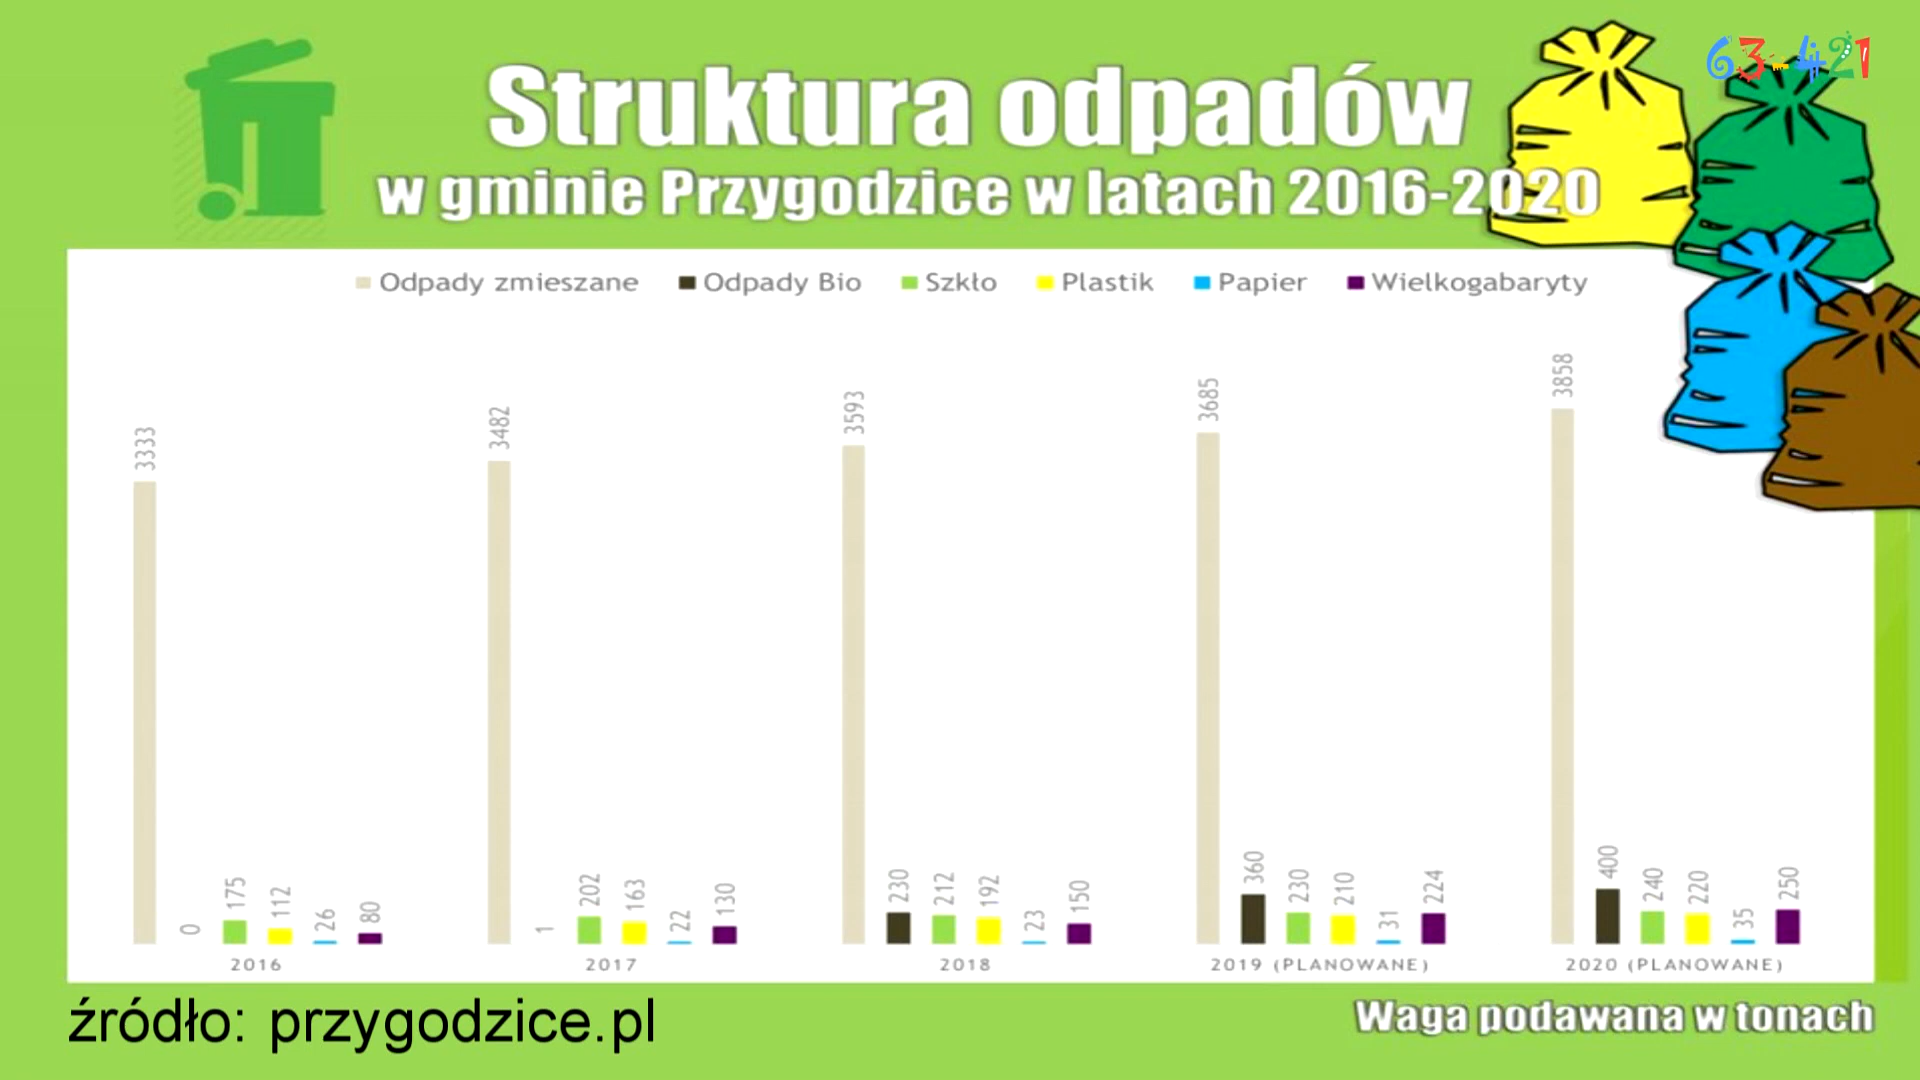 63-421
Struktura odpadów
w gminie Przygodzice w latach 2016-2020
Odpady zmieszane Odpady Bio Szkło Plastik Papier Wielkogabaryty
3333 0 175 112 26 80
3482 1 202 163 22 130
3593 230 212 192 23 150
3685 360 230 210 31 224
3858 400 240 220 35 250
2016 2017 2018 2019 (PLANOWANE) 2020 (PLANOWANE)
źródło: przygodzice.pl
Waga podawana w tonach